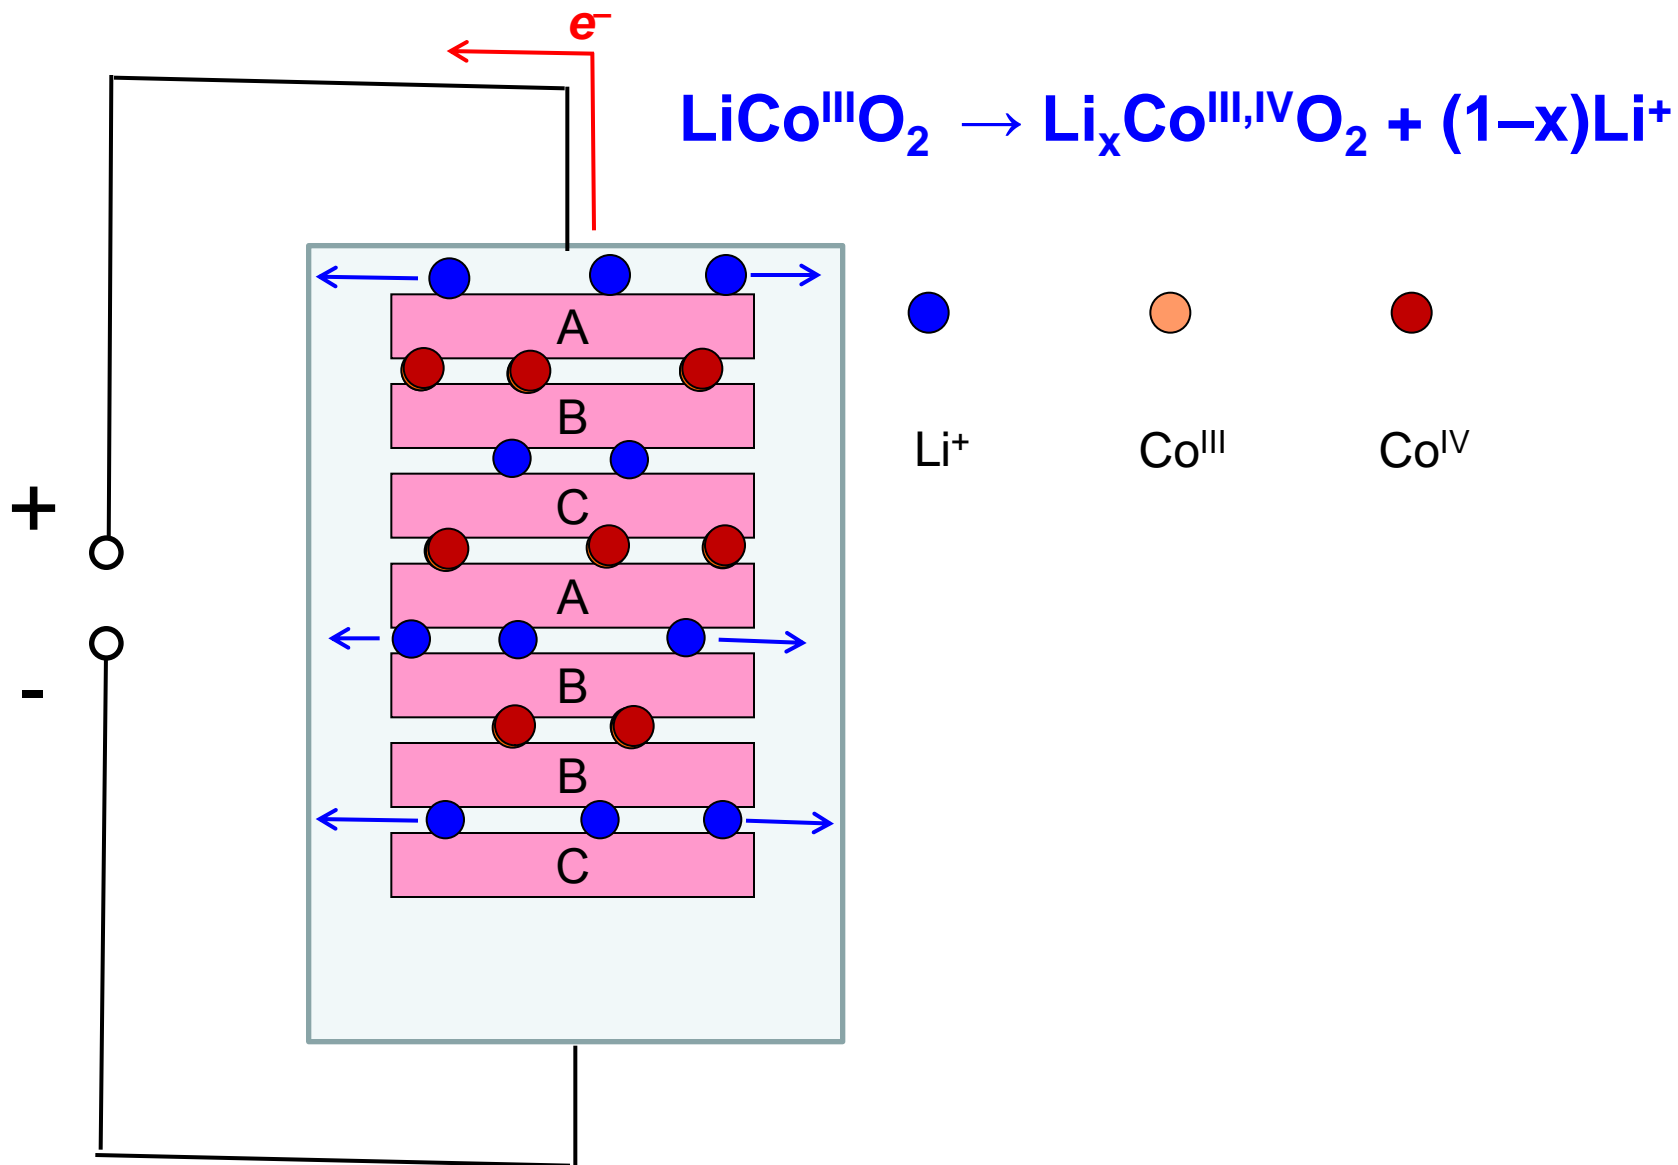 e–
LiCoᴵᴵᴵO₂ → LiₓCoᴵᴵᴵ,ᴵⱽO₂ + (1–x)Li⁺
A
B
Li⁺ Coᴵᴵᴵ Coᴵⱽ
C
+
A
B
-
B
C